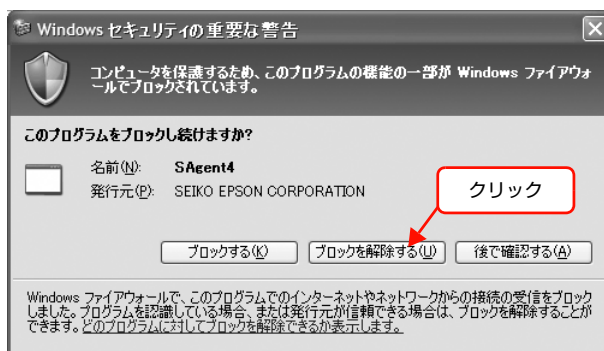 Windows セキュリティの重要な警告
コンピュータを保護するため、このプログラムの機能の一部が Windows ファイアウォ
ールでブロックされています。
このプログラムをブロックし続けますか?
名前(N): SAgent4
発行元(P): SEIKO EPSON CORPORATION
クリック
ブロックする(K) ブロックを解除する(U) 後で確認する(A)
Windows ファイアウォールで、このプログラムでのインターネットやネットワークからの接続の受信をブロック
しました。プログラムを認識している場合、または発行元が信頼できる場合は、ブロックを解除することが
できます。どのプログラムに対してブロックを解除できるか表示します。